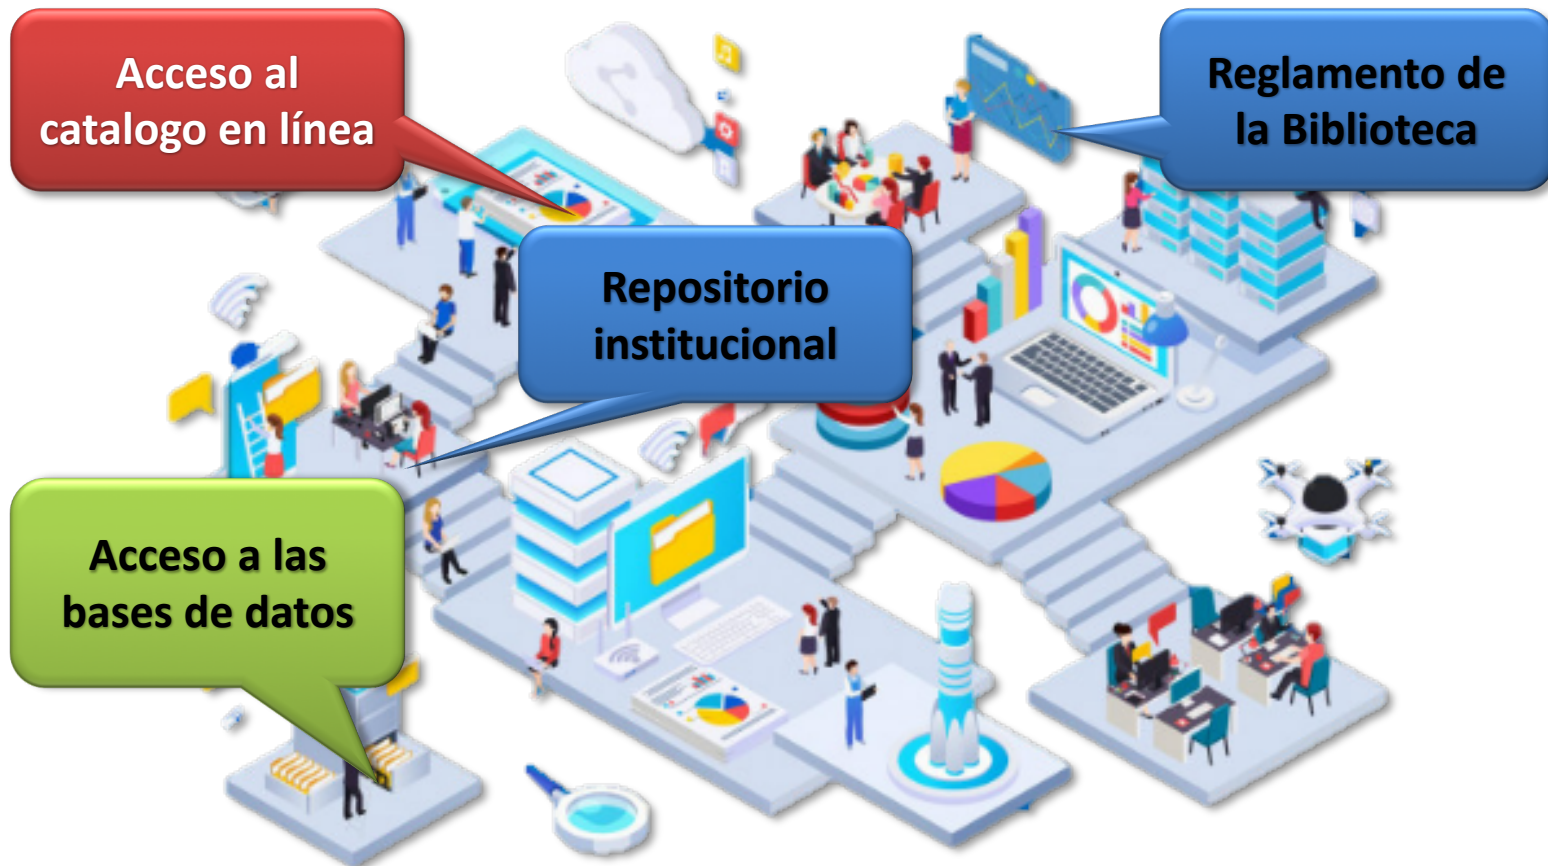 Acceso al
catalogo en línea
Reglamento de
la Biblioteca
Repositorio
institucional
Acceso a las
bases de datos